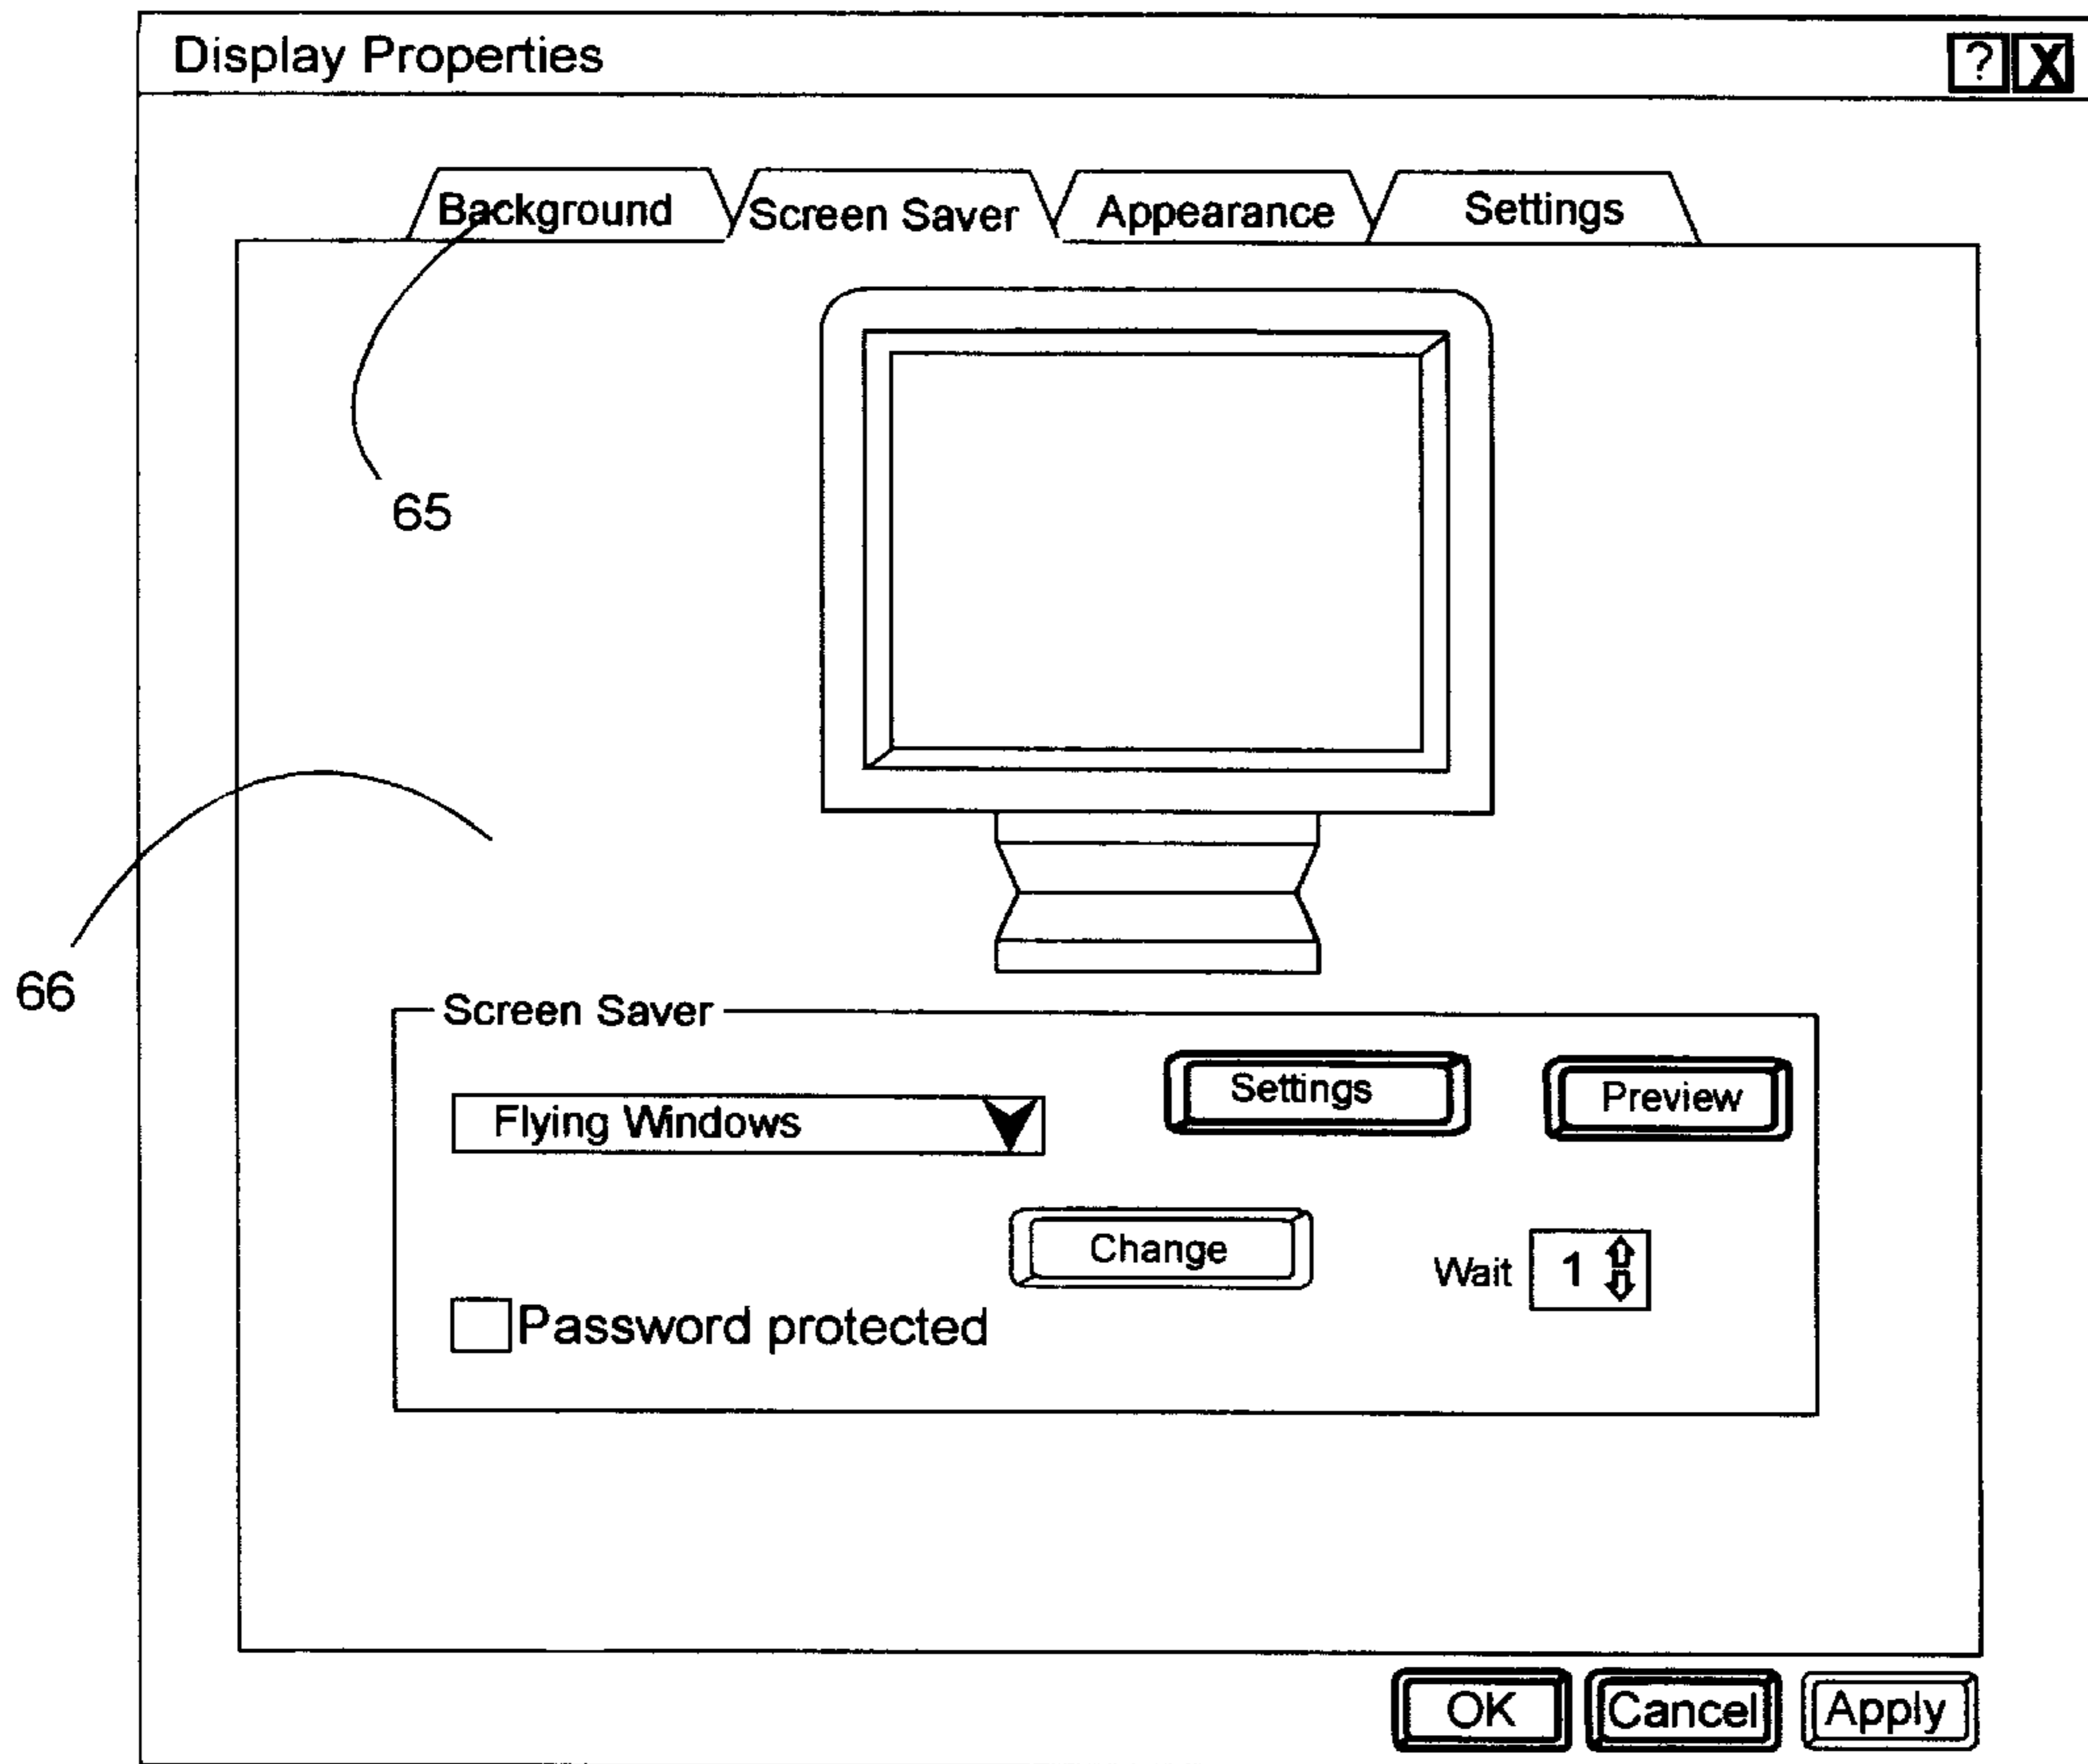 Display Properties ? X
Background Screen Saver Appearance Settings
65
66
Screen Saver
Flying Windows Settings Preview
Change Wait 1
Password protected
OK Cancel Apply